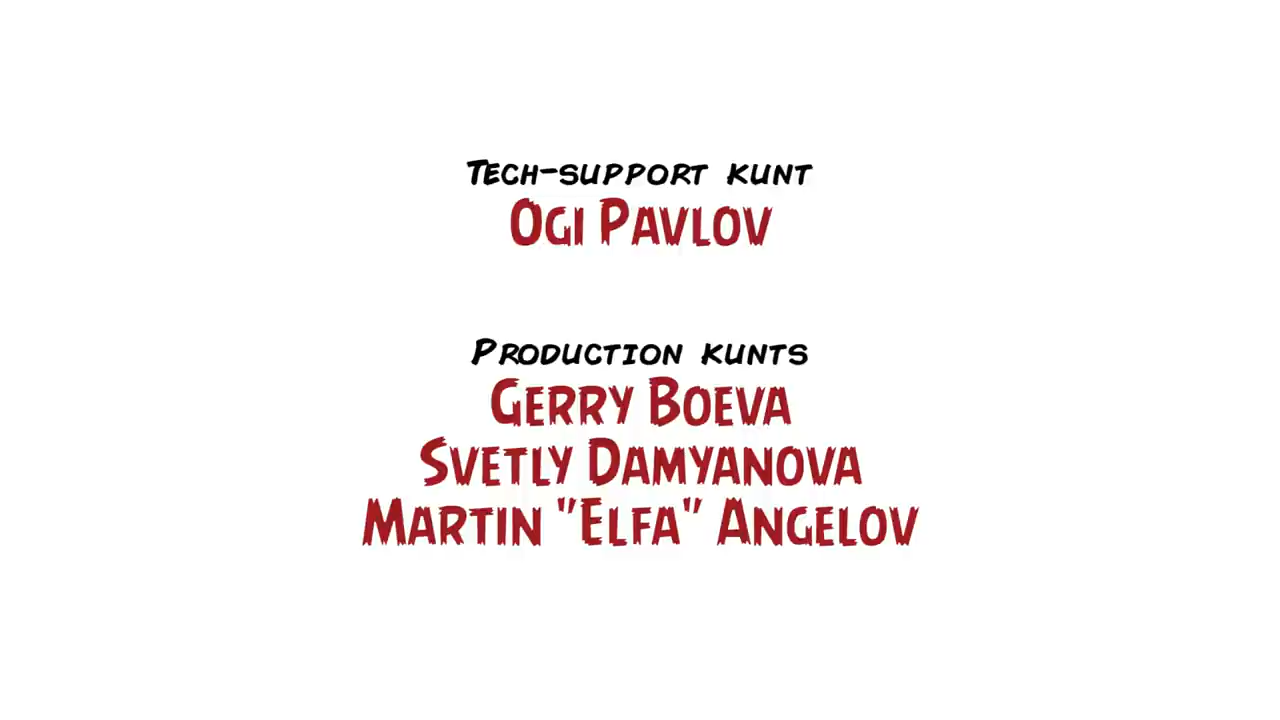 Tech-support kunt
Ogi Pavlov
Production kunts
Gerry Boeva
Svetly Damyanova
Martin "Elfa" Angelov